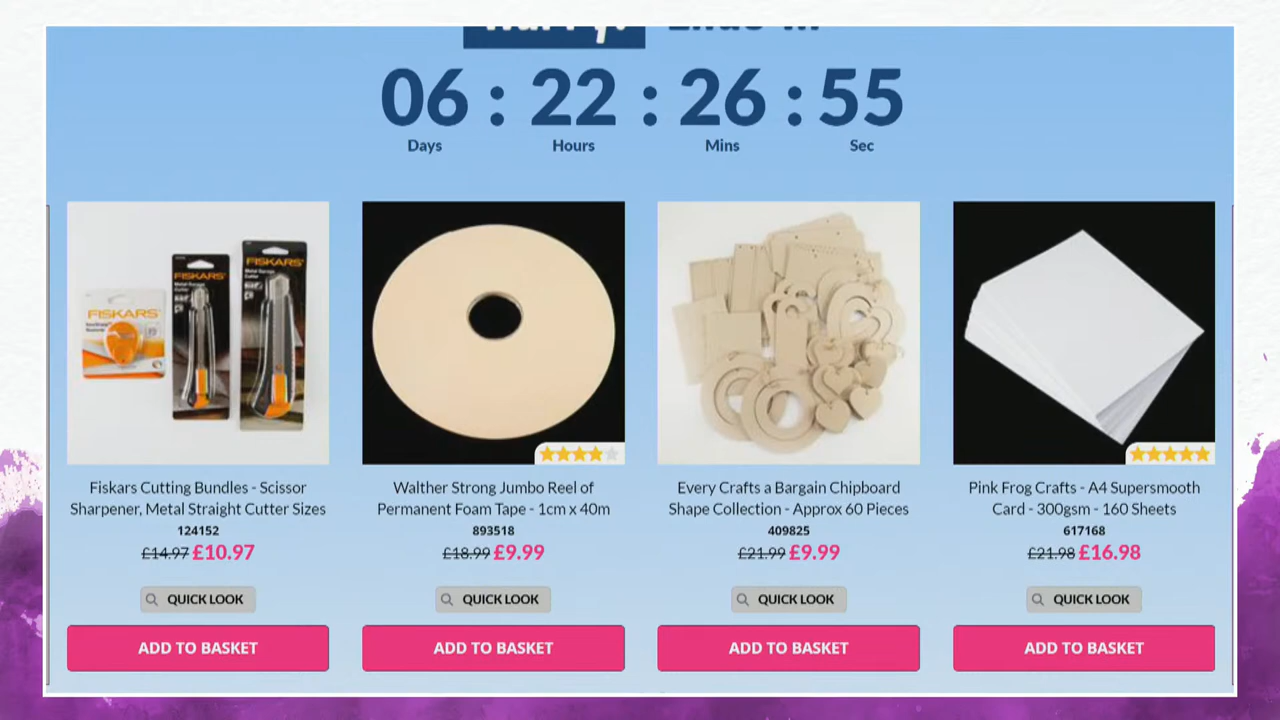 06 : 22 : 26 : 55
Days Hours Mins Sec
FISKARS
FISKARS
FISKARS
Fiskars Cutting Bundles - Scissor
Sharpener, Metal Straight Cutter Sizes
124152
£14.97 £10.97
QUICK LOOK
ADD TO BASKET
Walther Strong Jumbo Reel of
Permanent Foam Tape - 1cm x 40m
893518
£18.99 £9.99
QUICK LOOK
ADD TO BASKET
Every Crafts a Bargain Chipboard
Shape Collection - Approx 60 Pieces
409825
£21.99 £9.99
QUICK LOOK
ADD TO BASKET
Pink Frog Crafts - A4 Supersmooth
Card - 300gsm - 160 Sheets
617168
£21.98 £16.98
QUICK LOOK
ADD TO BASKET